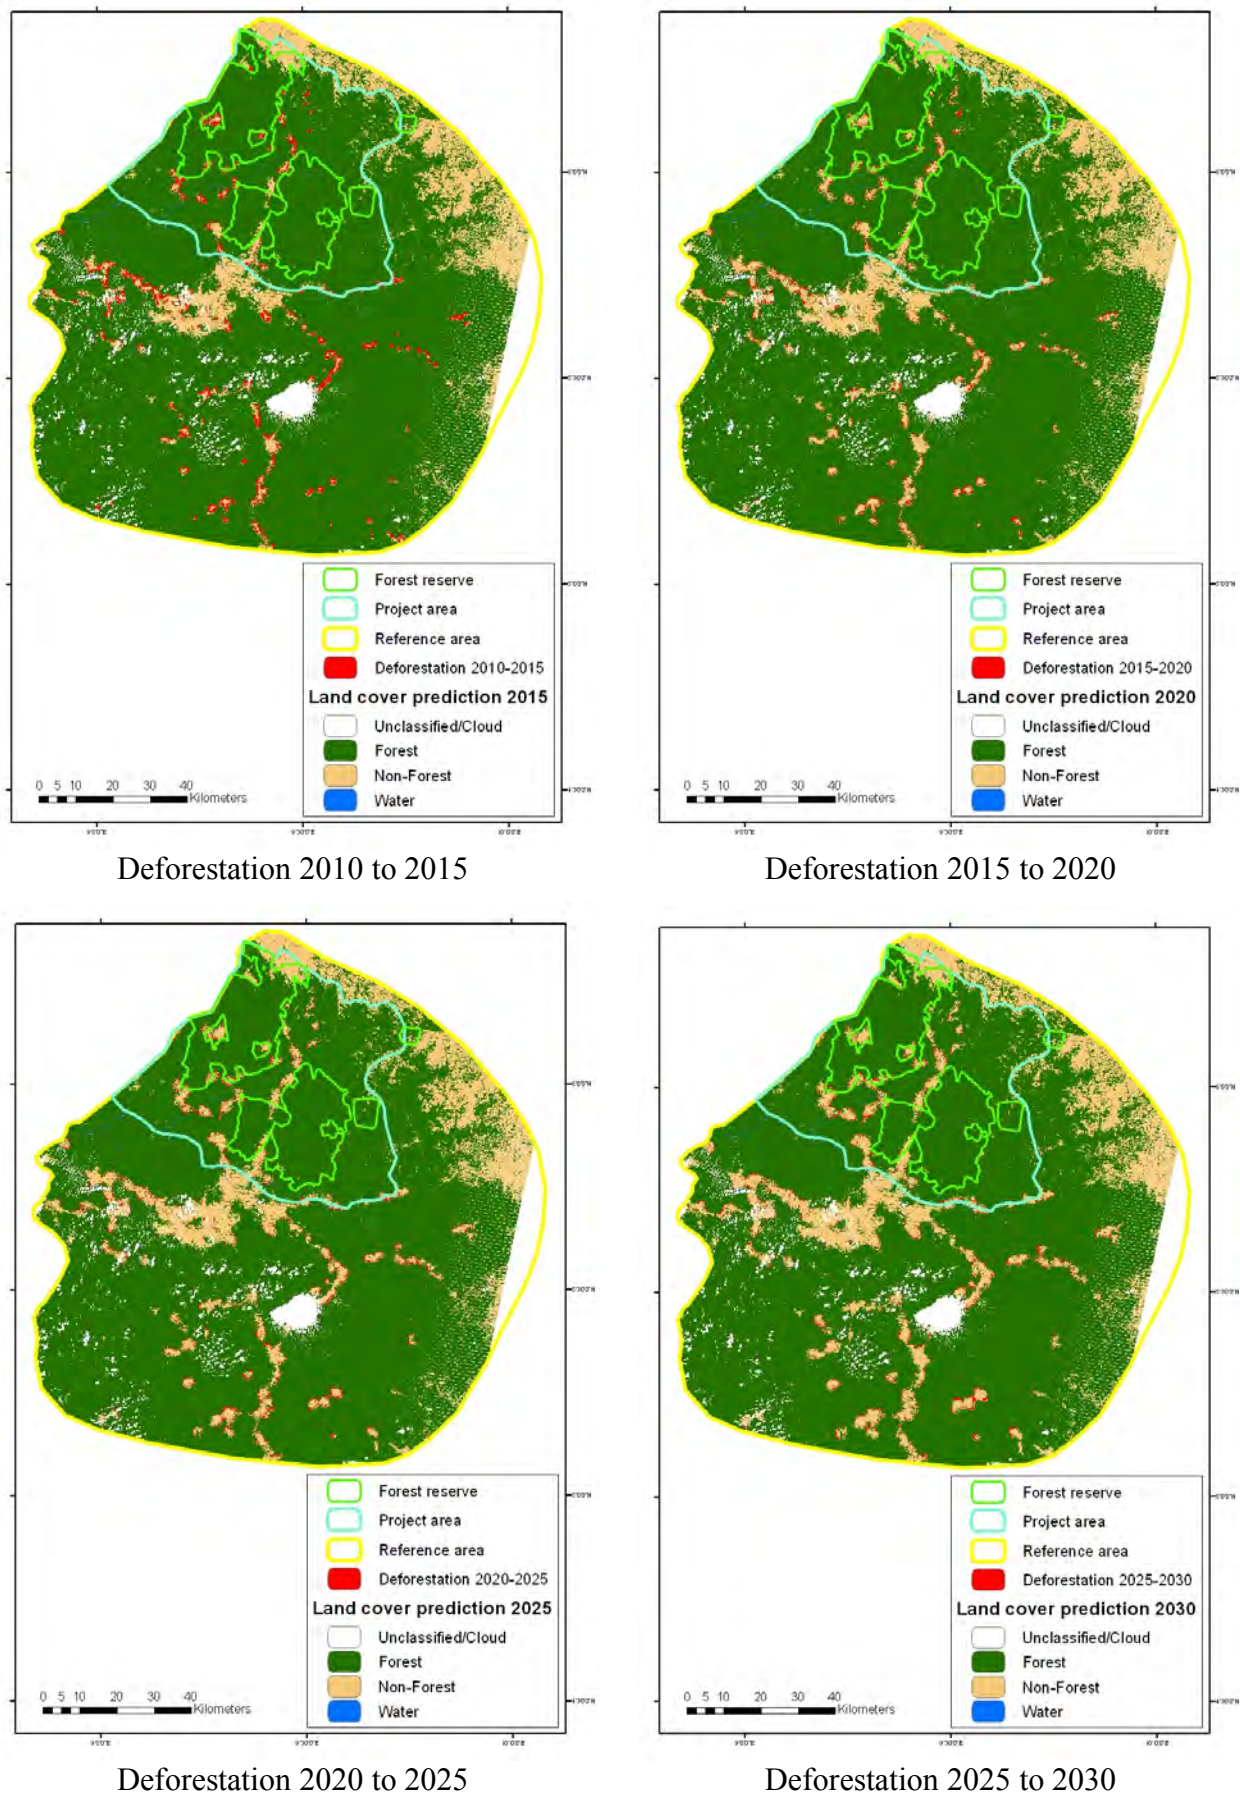 Forest reserve
Project area
Reference area
Deforestation 2010-2015
Land cover prediction 2015
Unclassified/Cloud
Forest
Non-Forest
Water
0 5 10 20 30 40
Kilometers
Deforestation 2010 to 2015
Forest reserve
Project area
Reference area
Deforestation 2015-2020
Land cover prediction 2020
Unclassified/Cloud
Forest
Non-Forest
Water
0 5 10 20 30 40
Kilometers
Deforestation 2015 to 2020
Forest reserve
Project area
Reference area
Deforestation 2020-2025
Land cover prediction 2025
Unclassified/Cloud
Forest
Non-Forest
Water
0 5 10 20 30 40
Kilometers
Deforestation 2020 to 2025
Forest reserve
Project area
Reference area
Deforestation 2025-2030
Land cover prediction 2030
Unclassified/Cloud
Forest
Non-Forest
Water
0 5 10 20 30 40
Kilometers
Deforestation 2025 to 2030